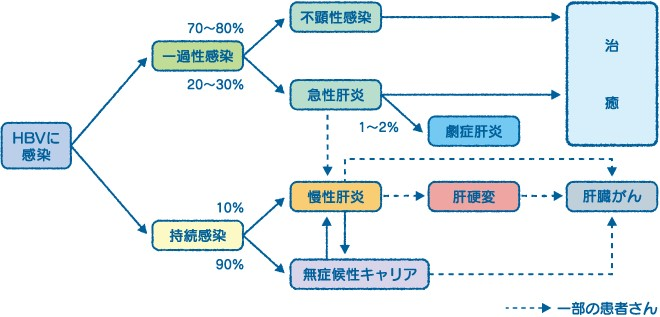 HBVに
感染
70〜80%
一過性感染
20〜30%
不顕性感染
急性肝炎
1〜2%
劇症肝炎
治
癒
10%
持続感染
90%
慢性肝炎
肝硬変
肝臓がん
無症候性キャリア
一部の患者さん